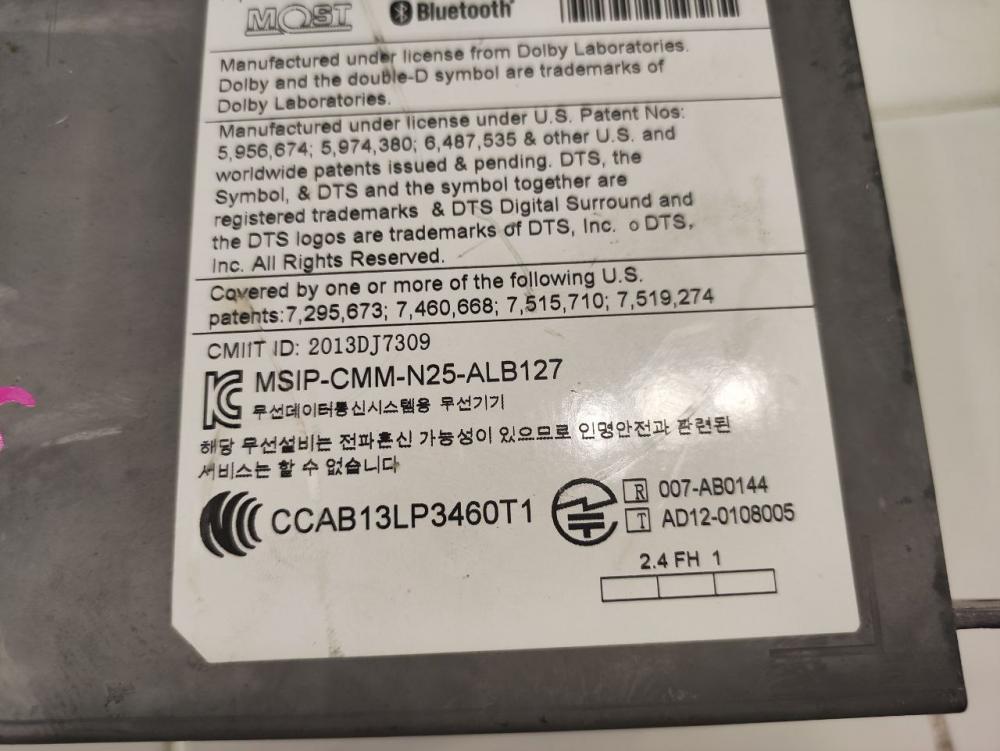 MOST Bluetooth
Manufactured under license from Dolby Laboratories.
Dolby and the double-D symbol are trademarks of
Dolby Laboratories.
Manufactured under license under U.S. Patent Nos:
5,956,674; 5,974,380; 6,487,535 & other U.S. and
worldwide patents issued & pending. DTS, the
Symbol, & DTS and the symbol together are
registered trademarks & DTS Digital Surround and
the DTS logos are trademarks of DTS, Inc. o DTS,
Inc. All Rights Reserved.
Covered by one or more of the following U.S.
patents:7,295,673; 7,460,668; 7,515,710; 7,519,274
CMIIT ID: 2013DJ7309
MSIP-CMM-N25-ALB127
무선데이터통신시스템용 무선기기
해당 무선설비는 전파혼신 가능성이 있으므로 인명안전과 관련된
서비스는 할 수 없습니다
CCAB13LP3460T1
R 007-AB0144
T AD12-0108005
2.4 FH 1